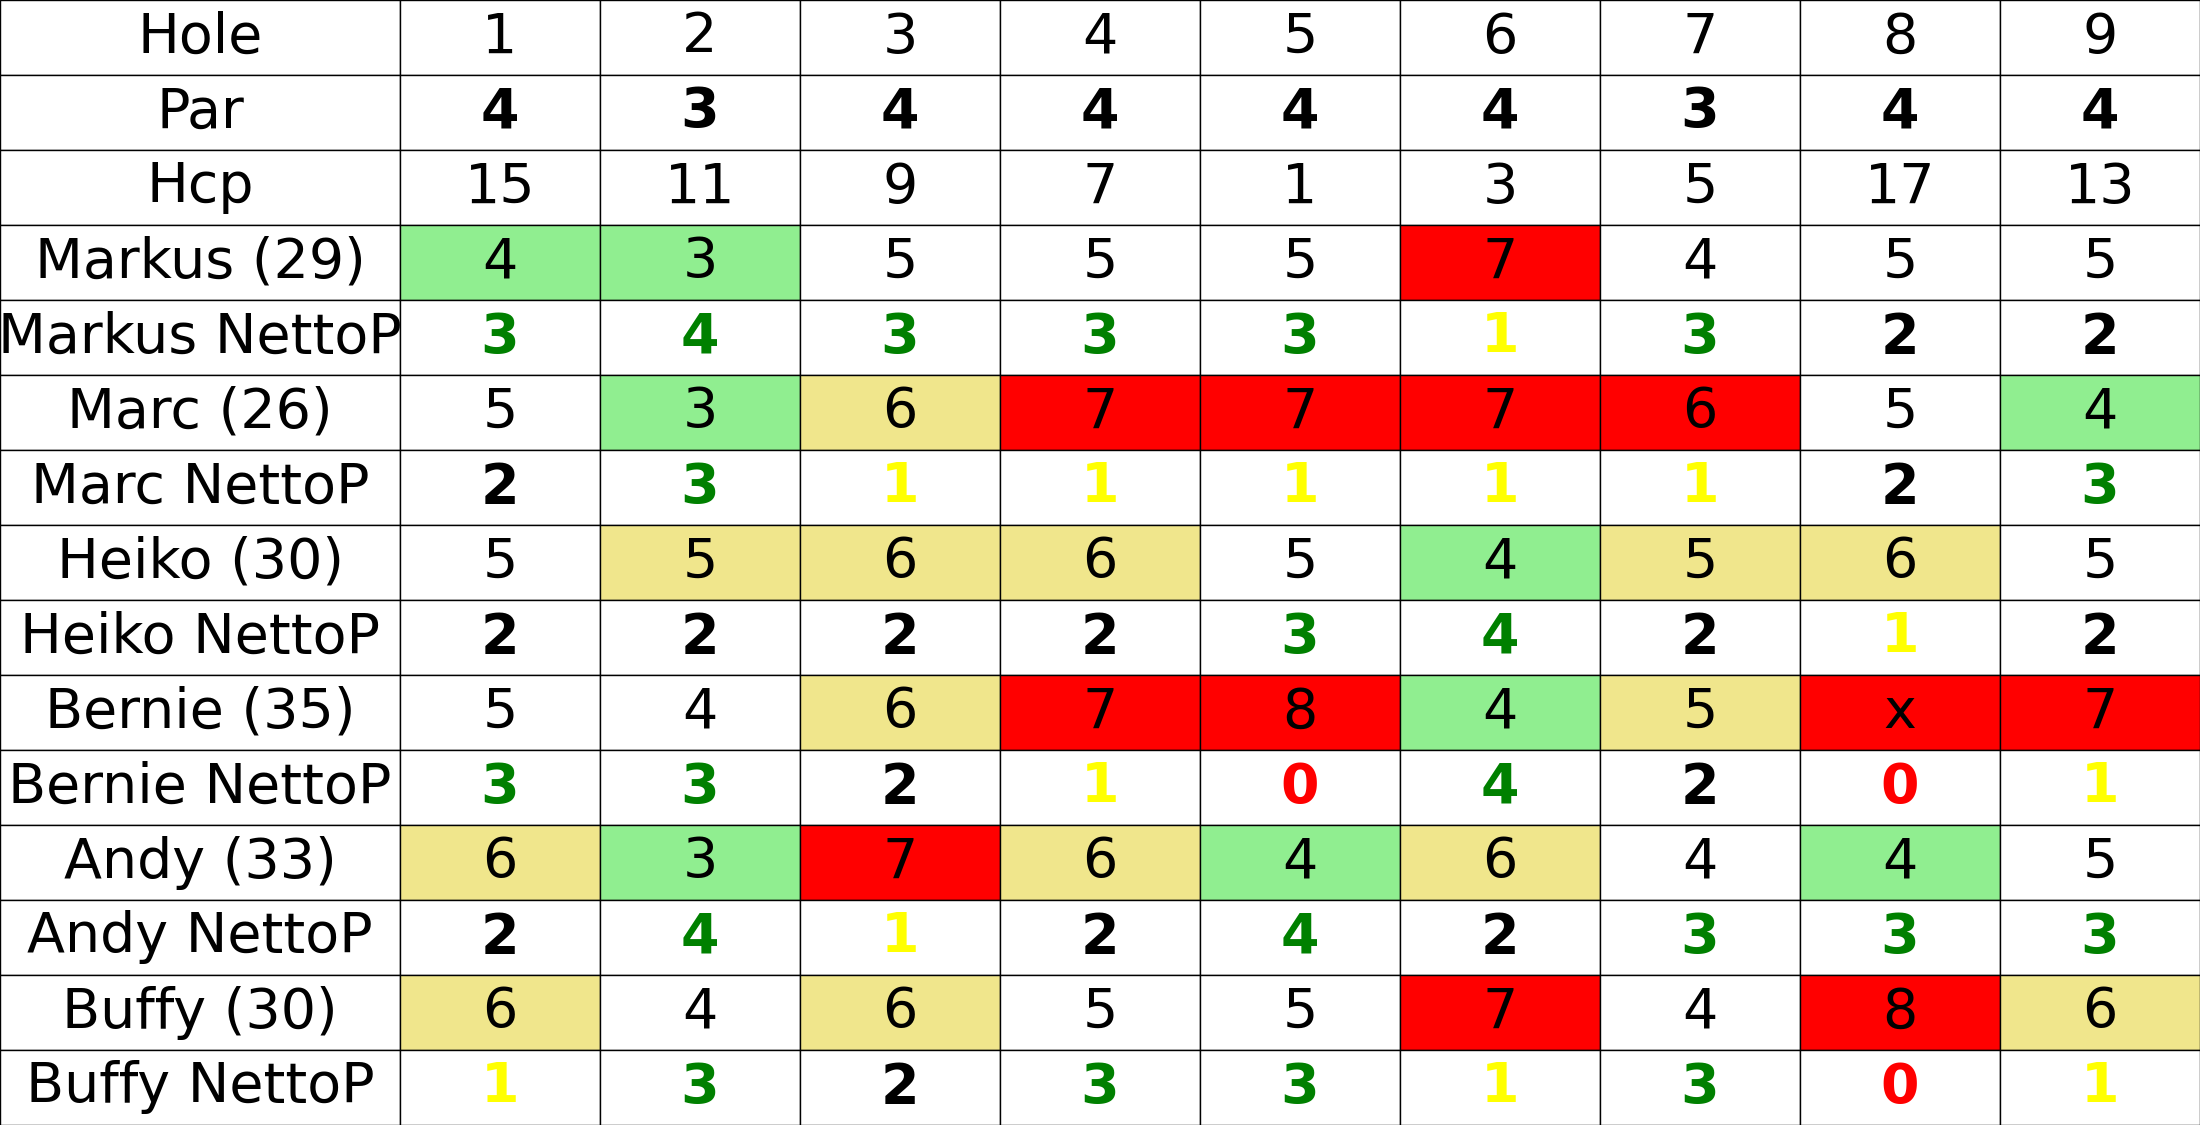 Hole 1 2 3 4 5 6 7 8 9
Par 4 3 4 4 4 4 3 4 4
Hcp 15 11 9 7 1 3 5 17 13
Markus (29) 4 3 5 5 5 7 4 5 5
Markus NettoP 3 4 3 3 3 1 3 2 2
Marc (26) 5 3 6 7 7 7 6 5 4
Marc NettoP 2 3 1 1 1 1 1 2 3
Heiko (30) 5 5 6 6 5 4 5 6 5
Heiko NettoP 2 2 2 2 3 4 2 1 2
Bernie (35) 5 4 6 7 8 4 5 x 7
Bernie NettoP 3 3 2 1 0 4 2 0 1
Andy (33) 6 3 7 6 4 6 4 4 5
Andy NettoP 2 4 1 2 4 2 3 3 3
Buffy (30) 6 4 6 5 5 7 4 8 6
Buffy NettoP 1 3 2 3 3 1 3 0 1